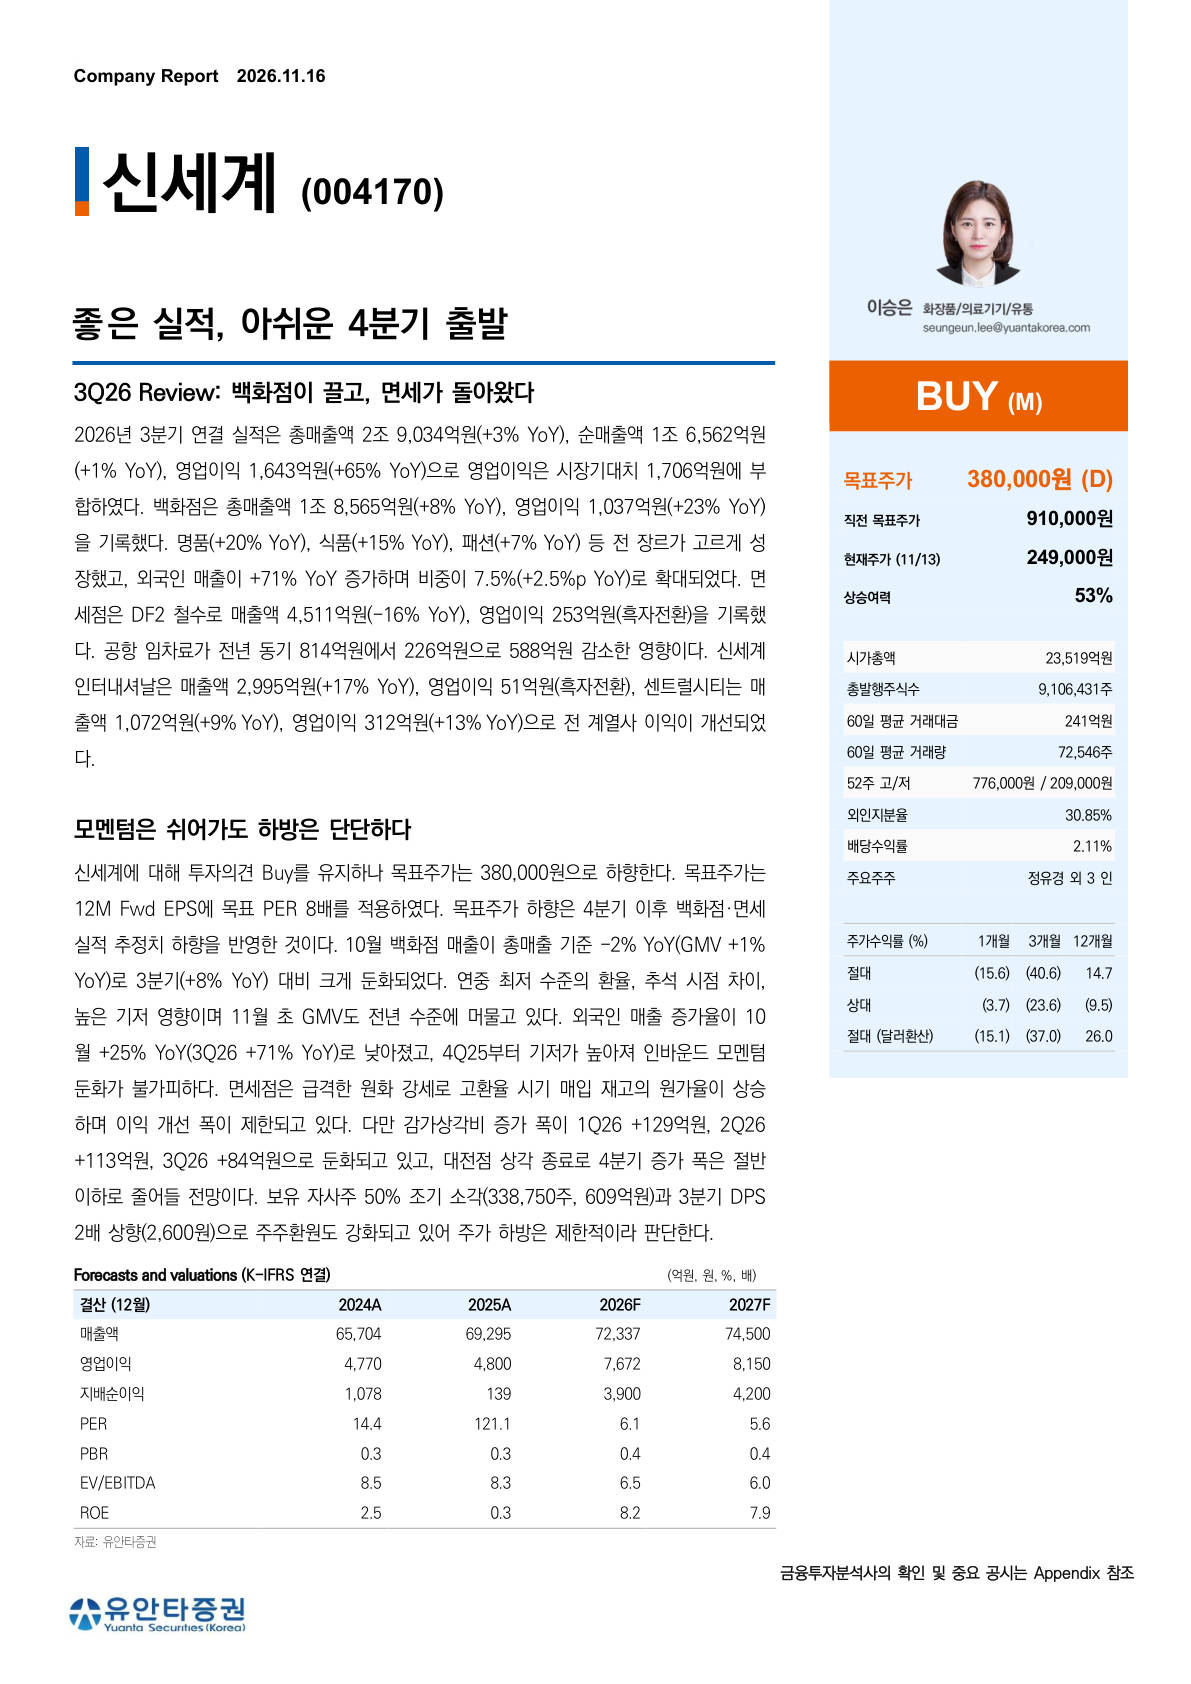 Company Report 2026.11.16
신세계 (004170)
좋은 실적, 아쉬운 4분기 출발
3Q26 Review: 백화점이 끌고, 면세가 돌아왔다
2026년 3분기 연결 실적은 총매출액 2조 9,034억원(+3% YoY), 순매출액 1조 6,562억원
(+1% YoY), 영업이익 1,643억원(+65% YoY)으로 영업이익은 시장기대치 1,706억원에 부
합하였다. 백화점은 총매출액 1조 8,565억원(+8% YoY), 영업이익 1,037억원(+23% YoY)
을 기록했다. 명품(+20% YoY), 식품(+15% YoY), 패션(+7% YoY) 등 전 장르가 고르게 성
장했고, 외국인 매출이 +71% YoY 증가하며 비중이 7.5%(+2.5%p YoY)로 확대되었다. 면
세점은 DF2 철수로 매출액 4,511억원(-16% YoY), 영업이익 253억원(흑자전환)을 기록했
다. 공항 임차료가 전년 동기 814억원에서 226억원으로 588억원 감소한 영향이다. 신세계
인터내셔날은 매출액 2,995억원(+17% YoY), 영업이익 51억원(흑자전환), 센트럴시티는 매
출액 1,072억원(+9% YoY), 영업이익 312억원(+13% YoY)으로 전 계열사 이익이 개선되었
다.
모멘텀은 쉬어가도 하방은 단단하다
신세계에 대해 투자의견 Buy를 유지하나 목표주가는 380,000원으로 하향한다. 목표주가는
12M Fwd EPS에 목표 PER 8배를 적용하였다. 목표주가 하향은 4분기 이후 백화점·면세
실적 추정치 하향을 반영한 것이다. 10월 백화점 매출이 총매출 기준 -2% YoY(GMV +1%
YoY)로 3분기(+8% YoY) 대비 크게 둔화되었다. 연중 최저 수준의 환율, 추석 시점 차이,
높은 기저 영향이며 11월 초 GMV도 전년 수준에 머물고 있다. 외국인 매출 증가율이 10
월 +25% YoY(3Q26 +71% YoY)로 낮아졌고, 4Q25부터 기저가 높아져 인바운드 모멘텀
둔화가 불가피하다. 면세점은 급격한 원화 강세로 고환율 시기 매입 재고의 원가율이 상승
하며 이익 개선 폭이 제한되고 있다. 다만 감가상각비 증가 폭이 1Q26 +129억원, 2Q26
+113억원, 3Q26 +84억원으로 둔화되고 있고, 대전점 상각 종료로 4분기 증가 폭은 절반
이하로 줄어들 전망이다. 보유 자사주 50% 조기 소각(338,750주, 609억원)과 3분기 DPS
2배 상향(2,600원)으로 주주환원도 강화되고 있어 주가 하방은 제한적이라 판단한다.
Forecasts and valuations (K-IFRS 연결) (억원, 원, %, 배)
결산 (12월) 2024A 2025A 2026F 2027F
매출액 65,704 69,295 72,337 74,500
영업이익 4,770 4,800 7,672 8,150
지배순이익 1,078 139 3,900 4,200
PER 14.4 121.1 6.1 5.6
PBR 0.3 0.3 0.4 0.4
EV/EBITDA 8.5 8.3 6.5 6.0
ROE 2.5 0.3 8.2 7.9
자료: 유안타증권
이승은 화장품/의료기기/유통
seungeun.lee@yuantakorea.com
BUY (M)
목표주가 380,000원 (D)
직전 목표주가 910,000원
현재주가 (11/13) 249,000원
상승여력 53%
시가총액 23,519억원
총발행주식수 9,106,431주
60일 평균 거래대금 241억원
60일 평균 거래량 72,546주
52주 고/저 776,000원 / 209,000원
외인지분율 30.85%
배당수익률 2.11%
주요주주 정유경 외 3 인
주가수익률 (%) 1개월 3개월 12개월
절대 (15.6) (40.6) 14.7
상대 (3.7) (23.6) (9.5)
절대 (달러환산) (15.1) (37.0) 26.0
금융투자분석사의 확인 및 중요 공시는 Appendix 참조
유안타증권
Yuanta Securities (Korea)